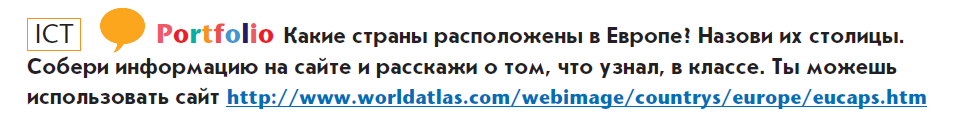 ICT Portfolio Какие страны расположены в Европе? Назови их столицы.
Собери информацию на сайте и расскажи о том, что узнал, в классе. Ты можешь
использовать сайт http://www.worldatlas.com/webimage/countrys/europe/eucaps.htm